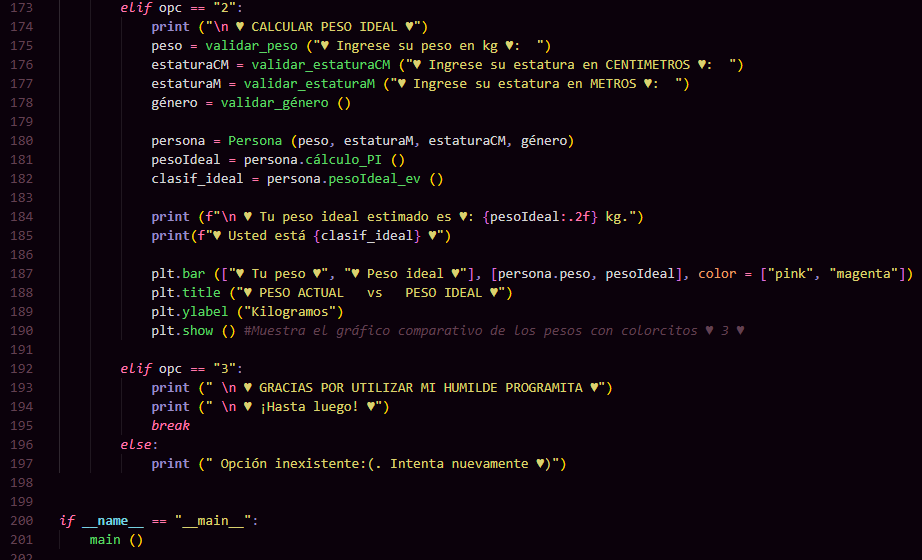 173 elif opc == "2":
174 print ("\n ♥ CALCULAR PESO IDEAL ♥")
175 peso = validar_peso ("♥ Ingrese su peso en kg ♥:  ")
176 estaturaCM = validar_estaturaCM ("♥ Ingrese su estatura en CENTIMETROS ♥:  ")
177 estaturaM = validar_estaturaM ("♥ Ingrese su estatura en METROS ♥:  ")
178 género = validar_género ()
179
180 persona = Persona (peso, estaturaM, estaturaCM, género)
181 pesoIdeal = persona.cálculo_PI ()
182 clasif_ideal = persona.pesoIdeal_ev ()
183
184 print (f"\n ♥ Tu peso ideal estimado es ♥: {pesoIdeal:.2f} kg.")
185 print(f"♥ Usted está {clasif_ideal} ♥")
186
187 plt.bar (["♥ Tu peso ♥", "♥ Peso ideal ♥"], [persona.peso, pesoIdeal], color = ["pink", "magenta"])
188 plt.title ("♥ PESO ACTUAL   vs   PESO IDEAL ♥")
189 plt.ylabel ("Kilogramos")
190 plt.show () #Muestra el gráfico comparativo de los pesos con colorcitos ♥ 3 ♥
191
192 elif opc == "3":
193 print (" \n ♥ GRACIAS POR UTILIZAR MI HUMILDE PROGRAMITA ♥")
194 print (" \n ♥ ¡Hasta luego! ♥")
195 break
196 else:
197 print (" Opción inexistente:(. Intenta nuevamente ♥)")
198
199
200 if __name__ == "__main__":
201 main ()
202